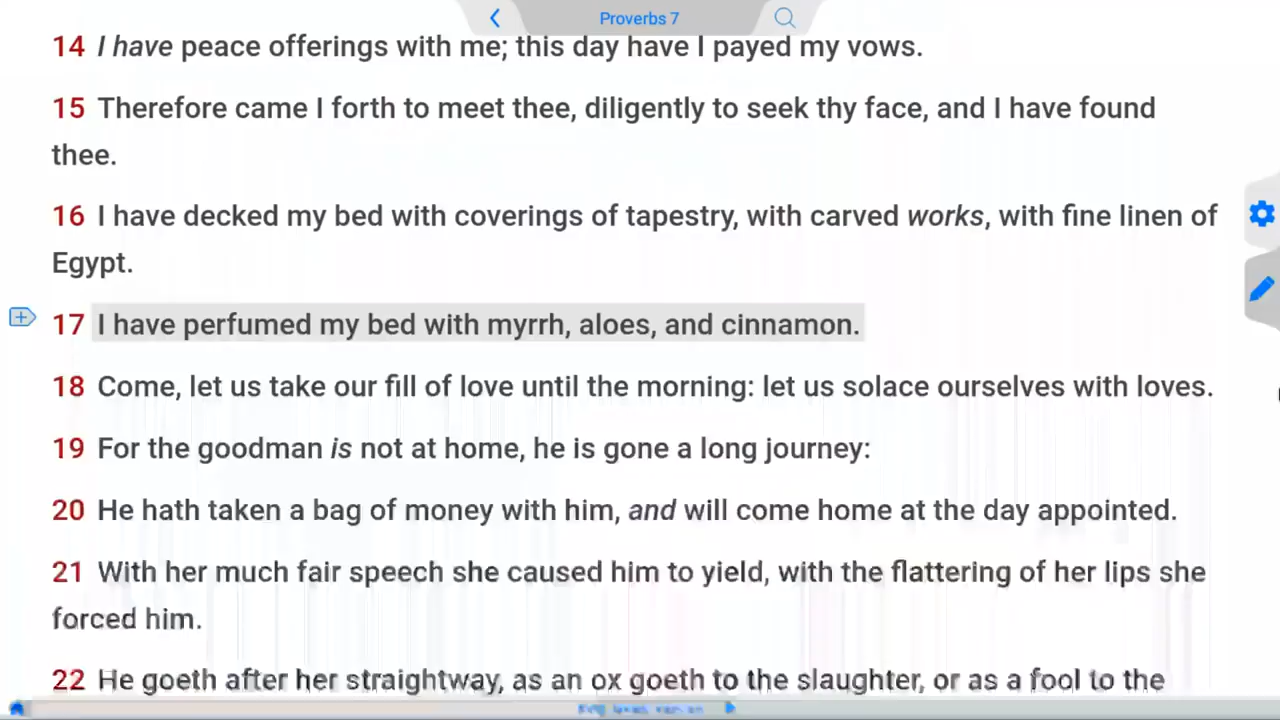 Proverbs 7
14 I have peace offerings with me; this day have I payed my vows.
15 Therefore came I forth to meet thee, diligently to seek thy face, and I have found
thee.
16 I have decked my bed with coverings of tapestry, with carved works, with fine linen of
Egypt.
17 I have perfumed my bed with myrrh, aloes, and cinnamon.
18 Come, let us take our fill of love until the morning: let us solace ourselves with loves.
19 For the goodman is not at home, he is gone a long journey:
20 He hath taken a bag of money with him, and will come home at the day appointed.
21 With her much fair speech she caused him to yield, with the flattering of her lips she
forced him.
22 He goeth after her straightway, as an ox goeth to the slaughter, or as a fool to the